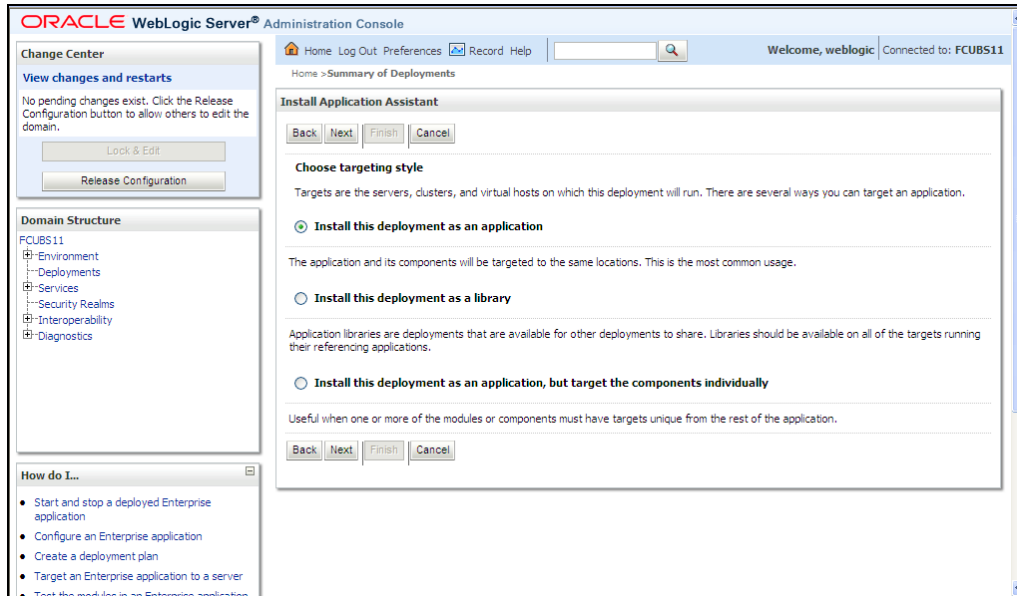 ORACLE WebLogic Server® Administration Console
Change Center
View changes and restarts
No pending changes exist. Click the Release
Configuration button to allow others to edit the
domain.
Lock & Edit
Release Configuration
Domain Structure
FCUBS11
Environment
Deployments
Services
Security Realms
Interoperability
Diagnostics
How do I...
Start and stop a deployed Enterprise
application
Configure an Enterprise application
Create a deployment plan
Target an Enterprise application to a server
Test the modules in an Enterprise application
Home Log Out Preferences Record Help
Welcome, weblogic Connected to: FCUBS11
Home >Summary of Deployments
Install Application Assistant
Back Next Finish Cancel
Choose targeting style
Targets are the servers, clusters, and virtual hosts on which this deployment will run. There are several ways you can target an application.
Install this deployment as an application
The application and its components will be targeted to the same locations. This is the most common usage.
Install this deployment as a library
Application libraries are deployments that are available for other deployments to share. Libraries should be available on all of the targets running
their referencing applications.
Install this deployment as an application, but target the components individually
Useful when one or more of the modules or components must have targets unique from the rest of the application.
Back Next Finish Cancel